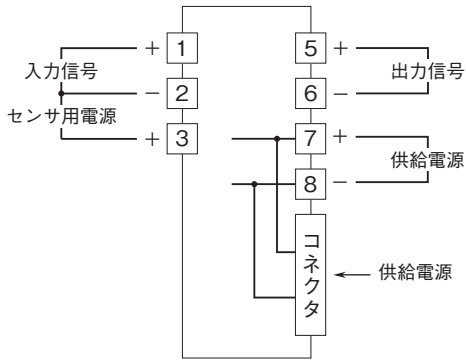 入力信号
センサ用電源
+ 1
− 2
+ 3
5 +
6 −
出力信号
7 +
8 −
供給電源
コネクタ
供給電源